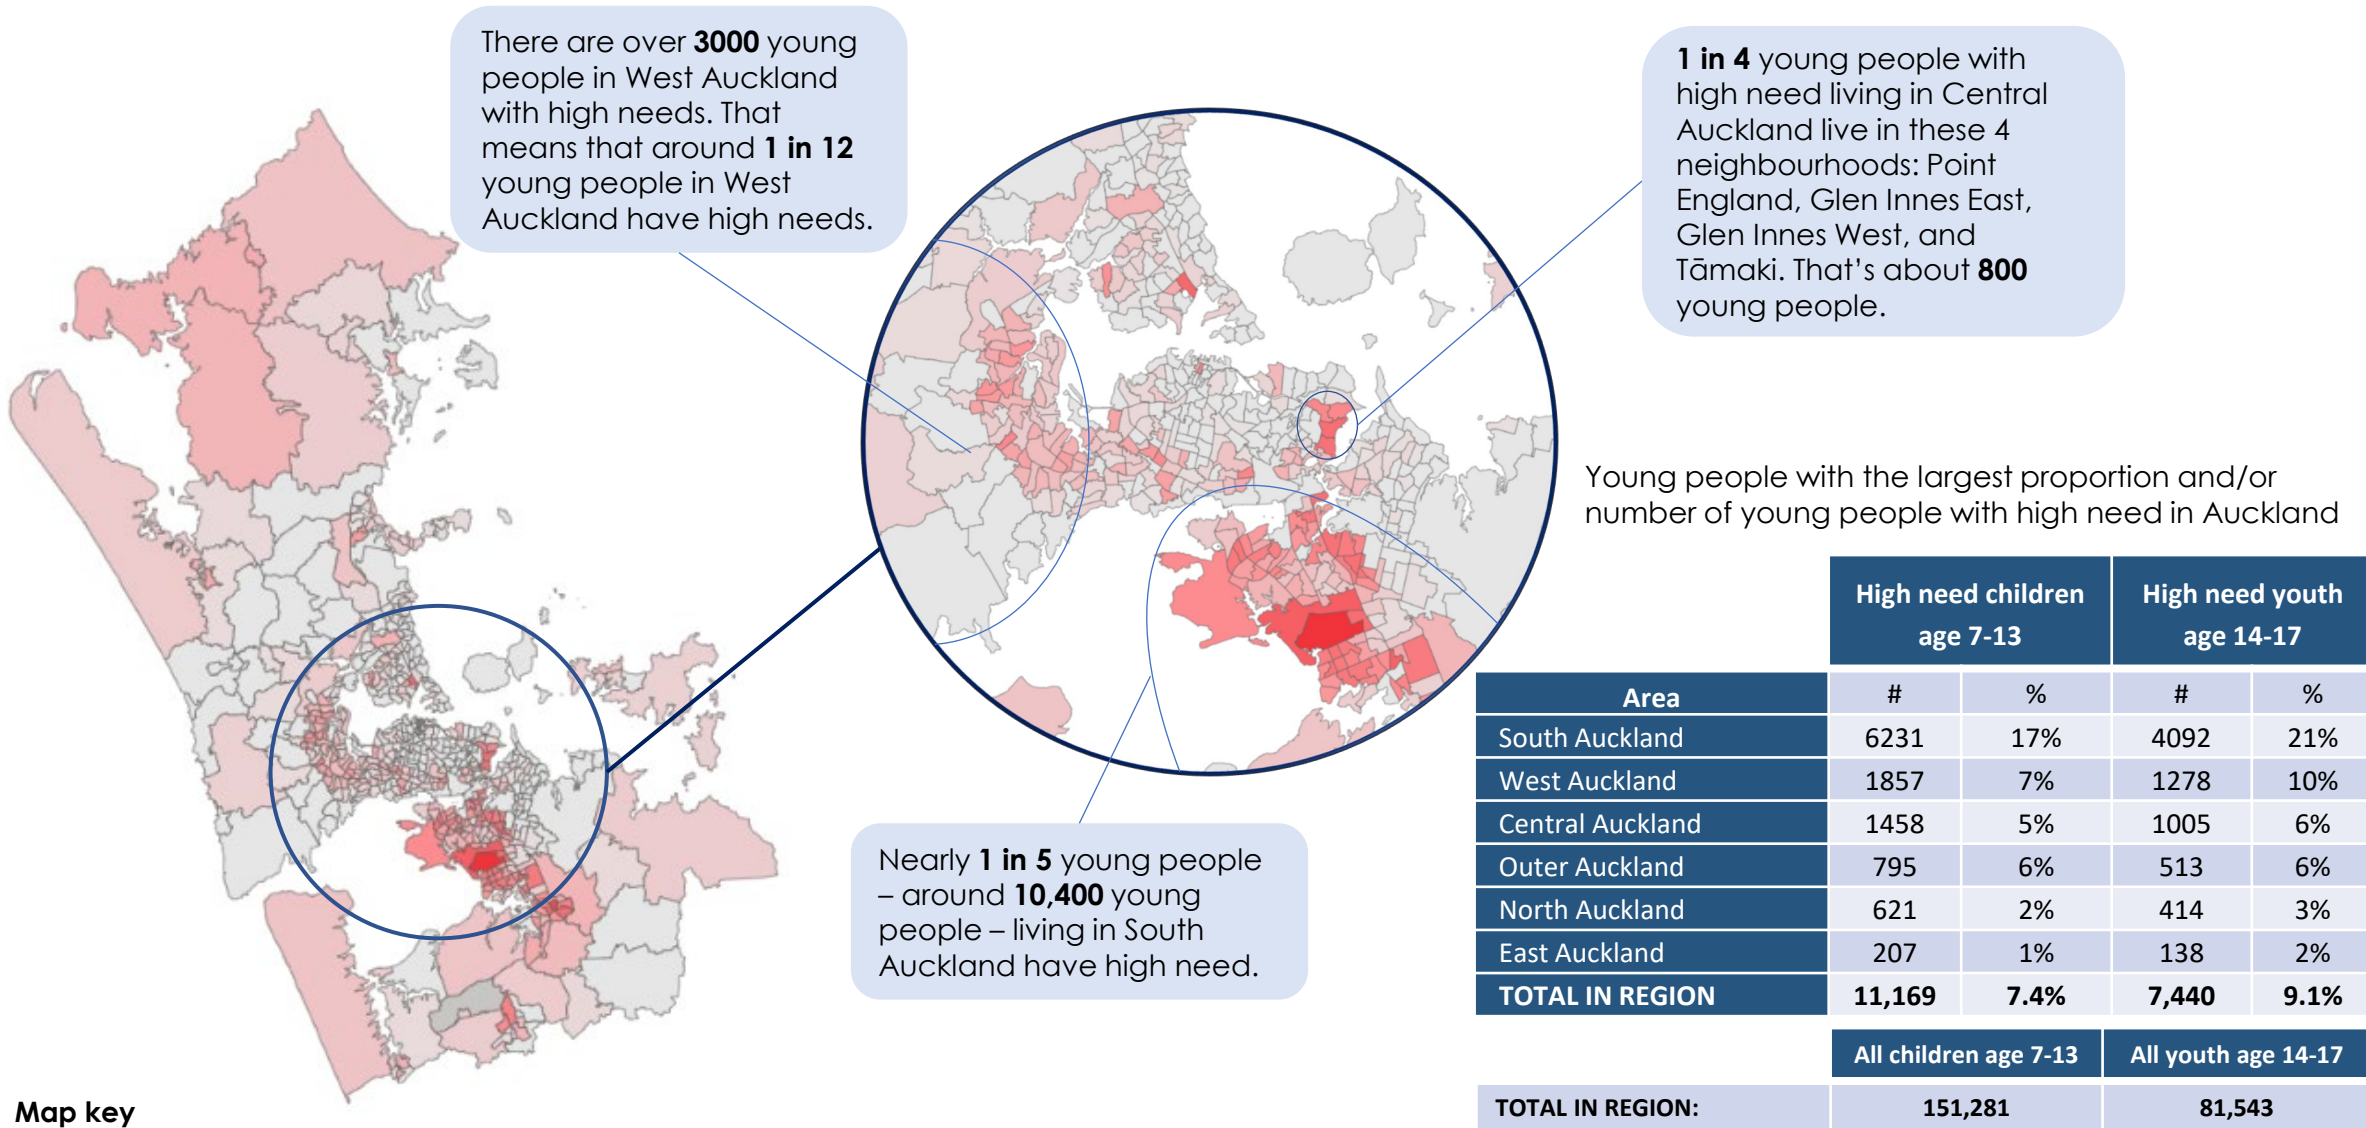 There are over 3000 young
people in West Auckland
with high needs. That
means that around 1 in 12
young people in West
Auckland have high needs.
1 in 4 young people with
high need living in Central
Auckland live in these 4
neighbourhoods: Point
England, Glen Innes East,
Glen Innes West, and
Tāmaki. That’s about 800
young people.
Nearly 1 in 5 young people
– around 10,400 young
people – living in South
Auckland have high need.
Young people with the largest proportion and/or
number of young people with high need in Auckland
High need children age 7-13 High need youth age 14-17
Area # % # %
South Auckland 6231 17% 4092 21%
West Auckland 1857 7% 1278 10%
Central Auckland 1458 5% 1005 6%
Outer Auckland 795 6% 513 6%
North Auckland 621 2% 414 3%
East Auckland 207 1% 138 2%
TOTAL IN REGION 11,169 7.4% 7,440 9.1%
All children age 7-13 All youth age 14-17
TOTAL IN REGION: 151,281 81,543
Map key